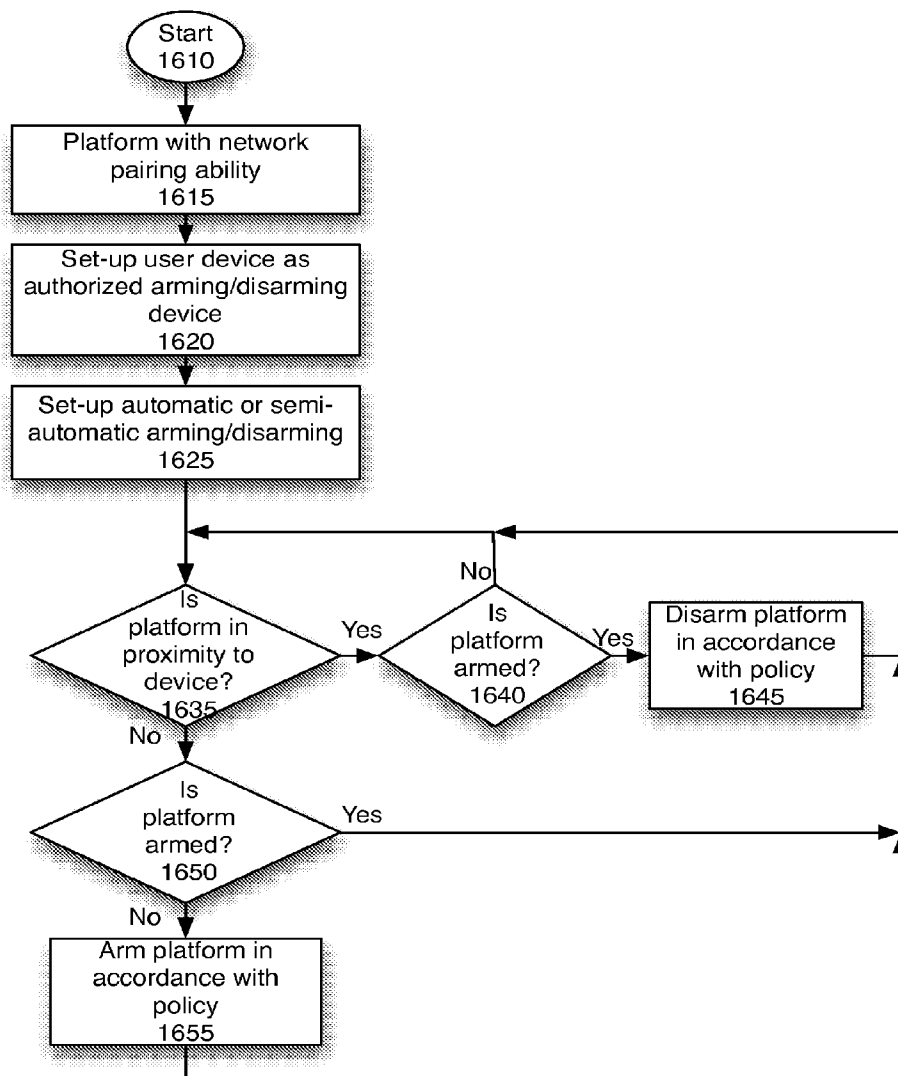 Start
1610
Platform with network
pairing ability
1615
Set-up user device as
authorized arming/disarming
device
1620
Set-up automatic or semi-
automatic arming/disarming
1625
Is
platform in
proximity to
device?
1635
Yes
No
No
Is
platform
armed?
1640
Yes
Disarm platform
in accordance
with policy
1645
Is
platform
armed?
1650
Yes
No
Arm platform in
accordance with
policy
1655